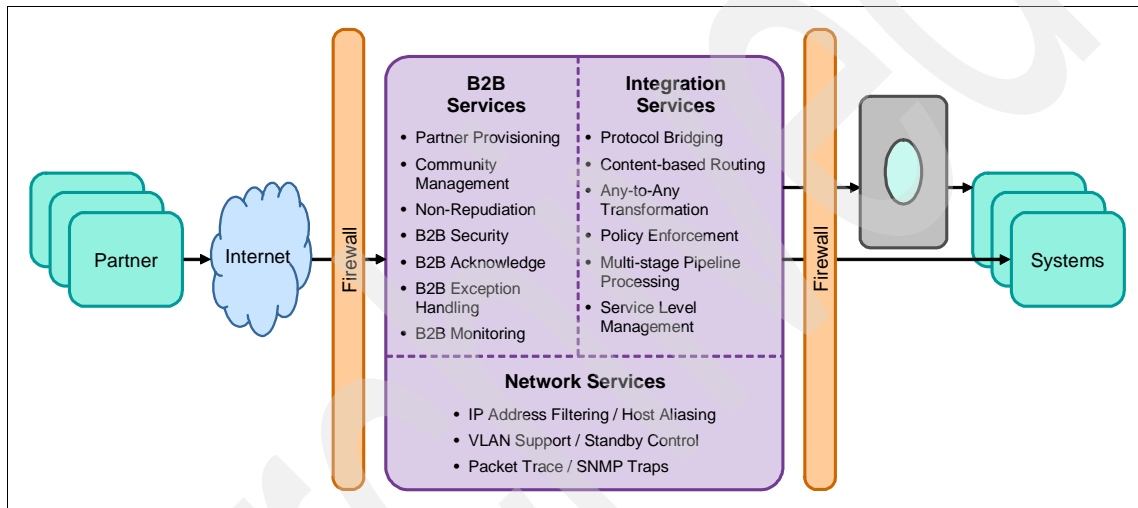 Partner
Internet
Firewall
B2B
Services
• Partner Provisioning
• Community
Management
• Non-Repudiation
• B2B Security
• B2B Acknowledge
• B2B Exception
Handling
• B2B Monitoring
Integration
Services
• Protocol Bridging
• Content-based Routing
• Any-to-Any
Transformation
• Policy Enforcement
• Multi-stage Pipeline
Processing
• Service Level
Management
Network Services
• IP Address Filtering / Host Aliasing
• VLAN Support / Standby Control
• Packet Trace / SNMP Traps
Firewall
Systems